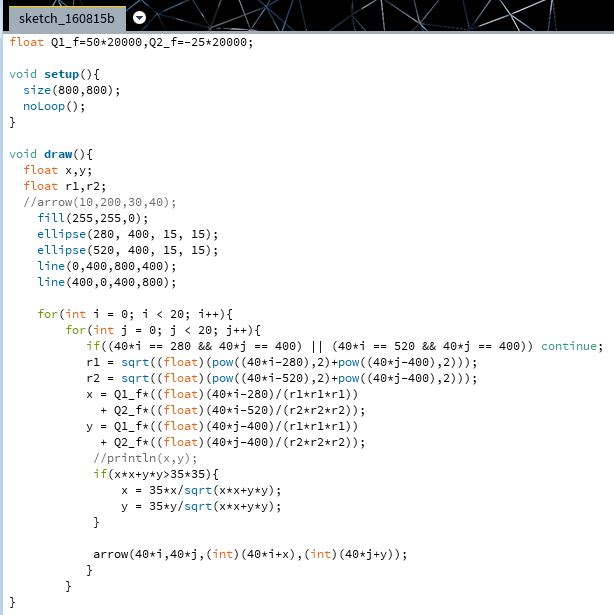 sketch_160815b
float Q1_f=50*20000,Q2_f=-25*20000;
void setup(){
size(800,800);
noLoop();
}
void draw(){
float x,y;
float r1,r2;
//arrow(10,200,30,40);
fill(255,255,0);
ellipse(280, 400, 15, 15);
ellipse(520, 400, 15, 15);
line(0,400,800,400);
line(400,0,400,800);
for(int i = 0; i < 20; i++){
for(int j = 0; j < 20; j++){
if((40*i == 280 && 40*j == 400) || (40*i == 520 && 40*j == 400)) continue;
r1 = sqrt((float)(pow((40*i-280),2)+pow((40*j-400),2)));
r2 = sqrt((float)(pow((40*i-520),2)+pow((40*j-400),2)));
x = Q1_f*((float)(40*i-280)/(r1*r1*r1))
+ Q2_f*((float)(40*i-520)/(r2*r2*r2));
y = Q1_f*((float)(40*j-400)/(r1*r1*r1))
+ Q2_f*((float)(40*j-400)/(r2*r2*r2));
//println(x,y);
if(x*x+y*y>35*35){
x = 35*x/sqrt(x*x+y*y);
y = 35*y/sqrt(x*x+y*y);
}
arrow(40*i,40*j,(int)(40*i+x),(int)(40*j+y));
}
}
}